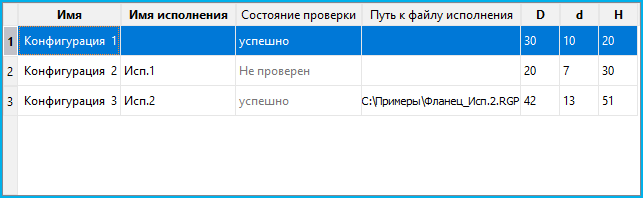 Имя Имя исполнения Состояние проверки Путь к файлу исполнения D d H
1 Конфигурация 1 успешно 30 10 20
2 Конфигурация 2 Исп.1 Не проверен 20 7 30
3 Конфигурация 3 Исп.2 успешно C:\Примеры\Фланец_Исп.2.RGP 42 13 51